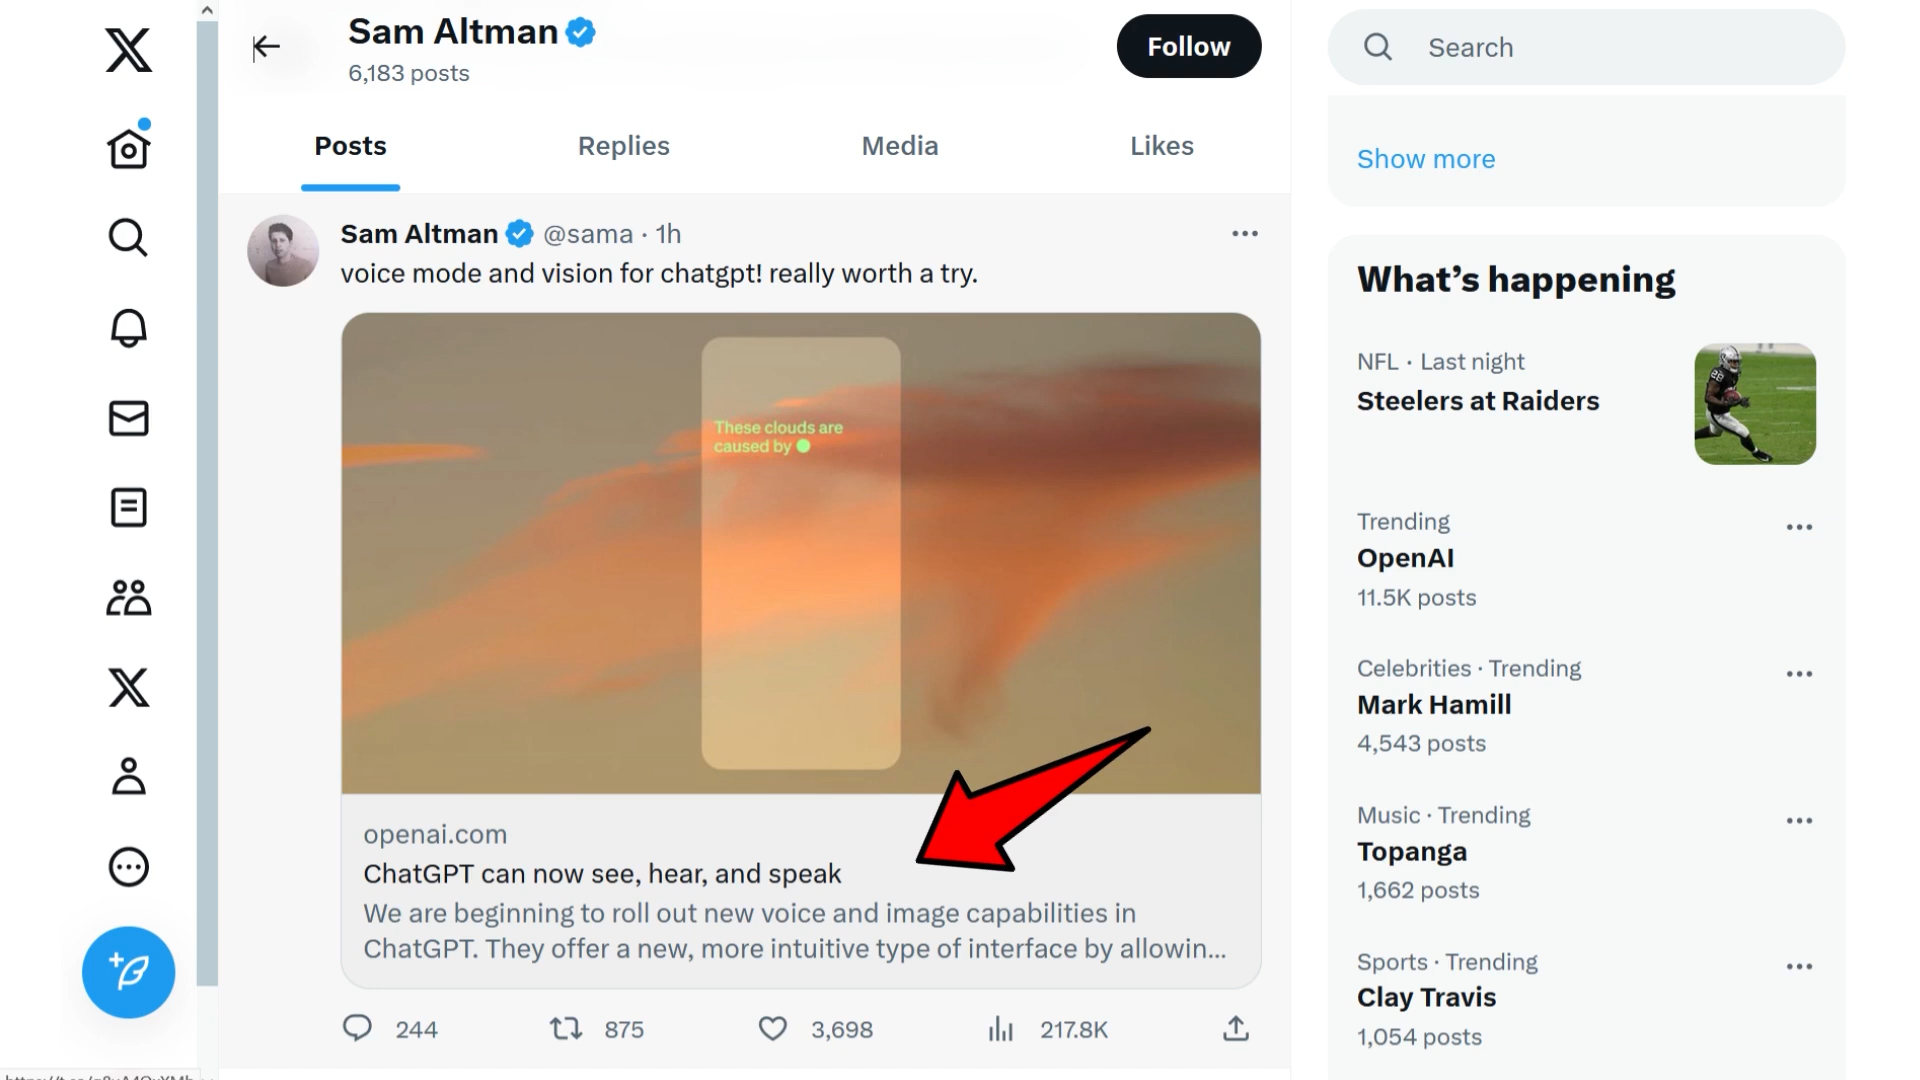 Sam Altman
6,183 posts
Follow
Posts
Replies
Media
Likes
Sam Altman @sama · 1h
voice mode and vision for chatgpt! really worth a try.
These clouds are
caused by
openai.com
ChatGPT can now see, hear, and speak
We are beginning to roll out new voice and image capabilities in
ChatGPT. They offer a new, more intuitive type of interface by allowin...
244
875
3,698
217.8K
Search
Show more
What's happening
NFL · Last night
Steelers at Raiders
28
Trending
OpenAI
11.5K posts
Celebrities · Trending
Mark Hamill
4,543 posts
Music · Trending
Topanga
1,662 posts
Sports · Trending
Clay Travis
1,054 posts